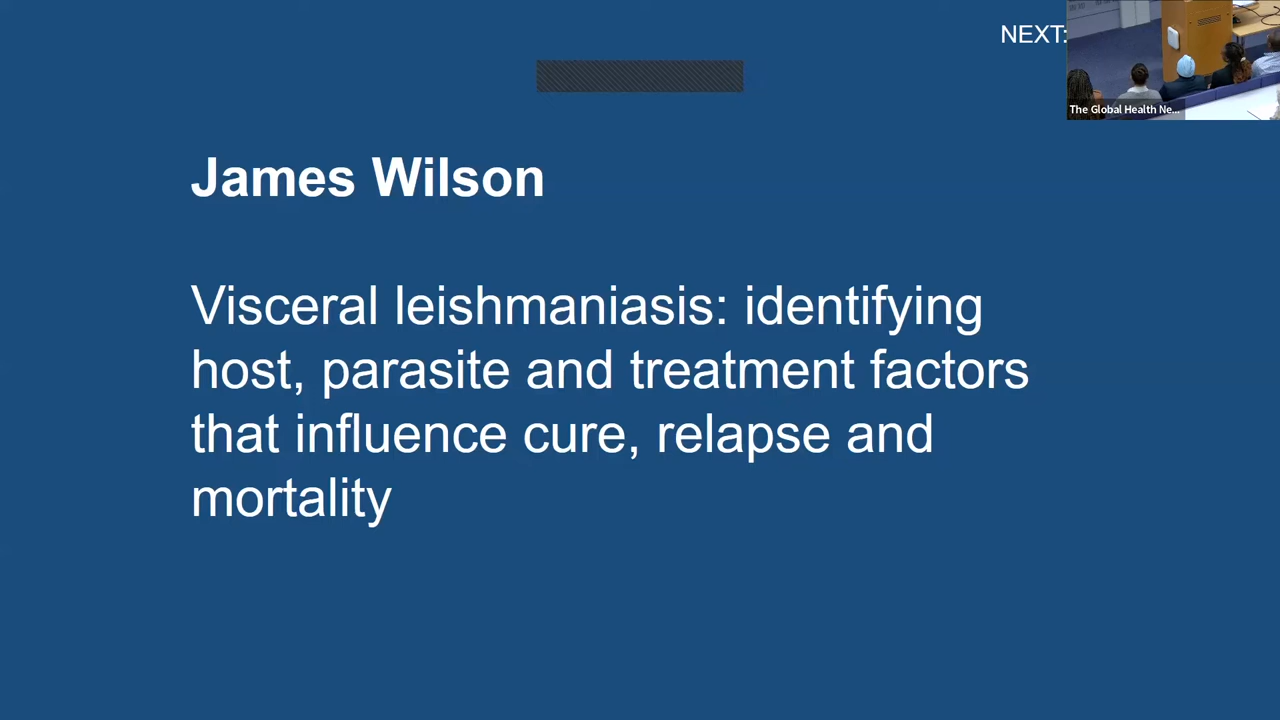 NEXT:
The Global Health Ne...
James Wilson
Visceral leishmaniasis: identifying
host, parasite and treatment factors
that influence cure, relapse and
mortality